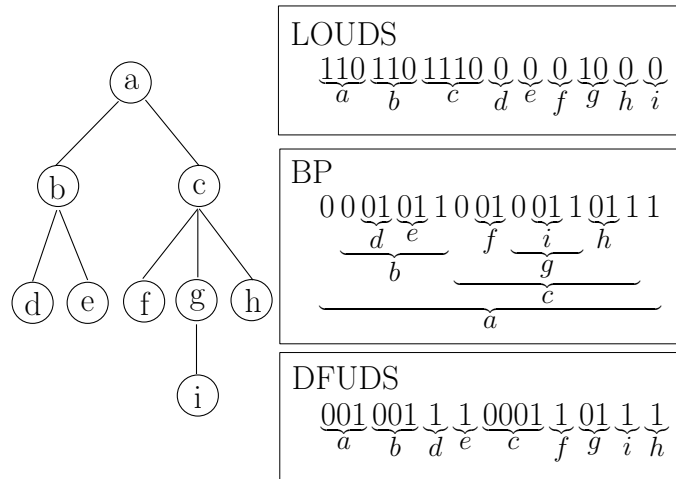 LOUDS
110 110 1110 0 0 0 10 0 0
a b c d e f g h i
a
b c
d e f g h
i
BP
0 0 01 01 1 0 01 0 01 1 01 1 1
d e f i h
b g
c
a
DFUDS
001 001 1 1 0001 1 01 1 1
a b d e c f g i h